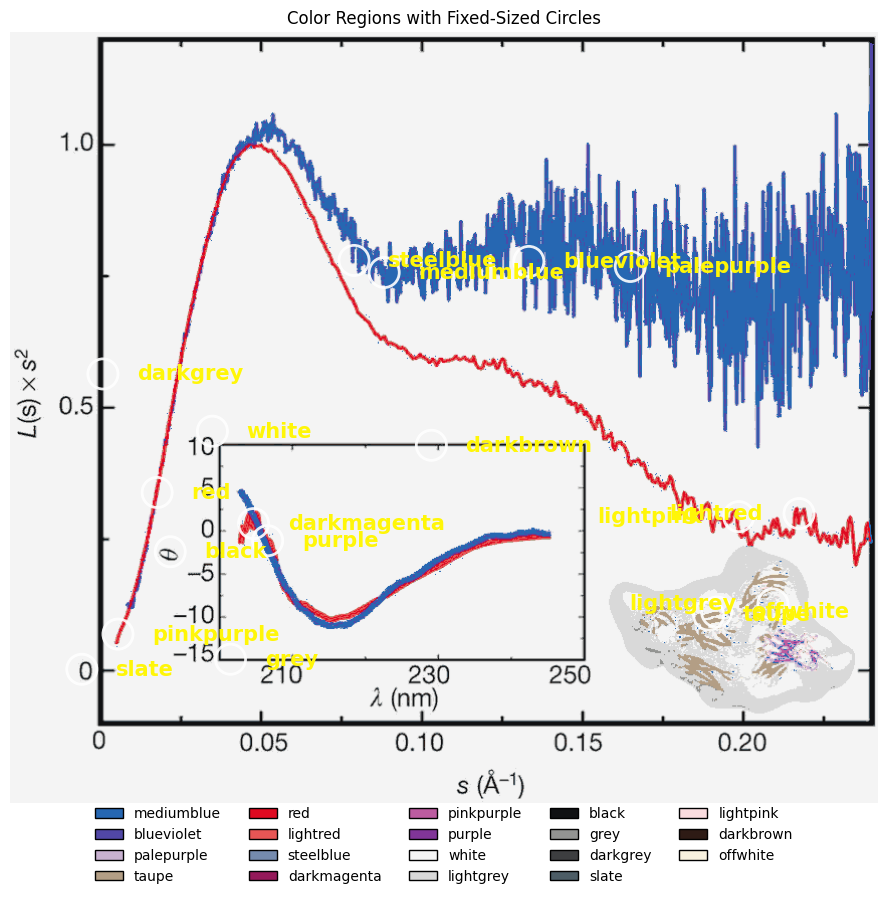 Color Regions with Fixed-Sized Circles
1.0
0.5
0
L(s) × s²
steelblue
mediumblue
blueviolet
palepurple
darkgrey
white
darkbrown
red
lightpink
lightred
darkmagenta
purple
black
lightgrey
taupe
offwhite
pinkpurple
slate
grey
10
5
0
−5
−10
−15
θ
210
230
250
λ (nm)
0
0.05
0.10
0.15
0.20
s (Å⁻¹)
mediumblue red pinkpurple black lightpink
blueviolet lightred purple grey darkbrown
palepurple steelblue white darkgrey offwhite
taupe darkmagenta lightgrey slate